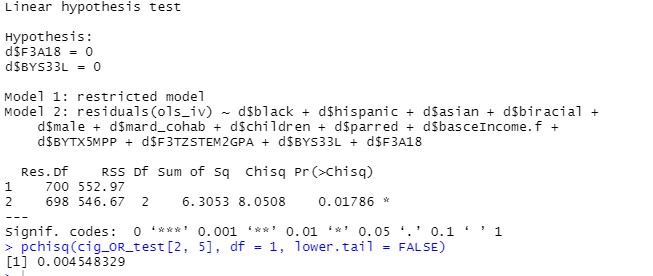 Linear hypothesis test
Hypothesis:
d$F3A18 = 0
d$BYS33L = 0
Model 1: restricted model
Model 2: residuals(ols_iv) ~ d$black + d$hispanic + d$asian + d$biracial +
d$male + d$mard_cohab + d$children + d$parred + d$basceIncome.f +
d$BYTX5MPP + d$F3TZSTEM2GPA + d$BYS33L + d$F3A18
Res.Df RSS Df Sum of Sq Chisq Pr(>Chisq)
1 700 552.97
2 698 546.67 2 6.3053 8.0508 0.01786 *
---
Signif. codes: 0 ‘***’ 0.001 ‘**’ 0.01 ‘*’ 0.05 ‘.’ 0.1 ‘ ’ 1
> pchisq(cig_OR_test[2, 5], df = 1, lower.tail = FALSE)
[1] 0.004548329
>